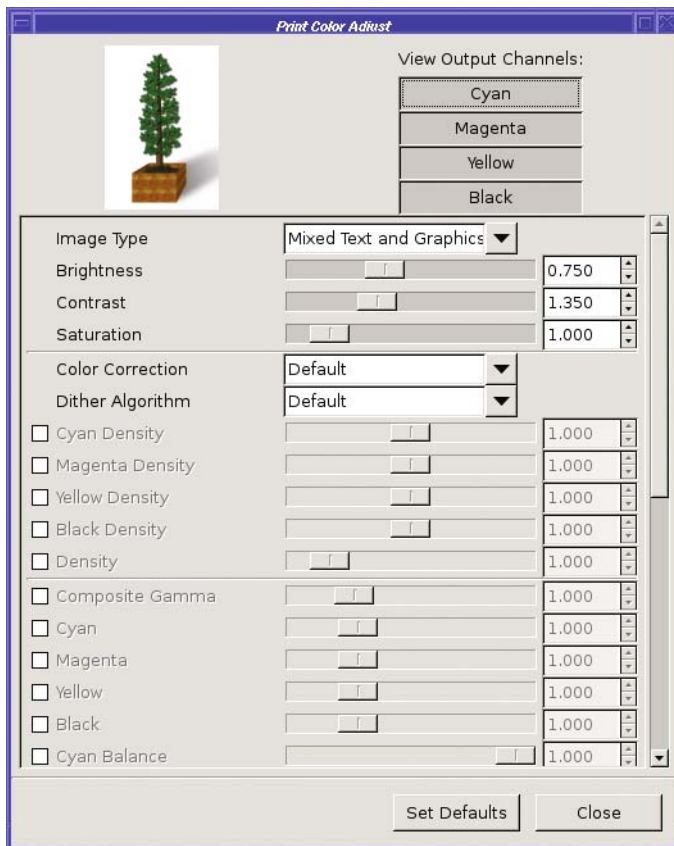 Print Color Adjust
View Output Channels:
Cyan
Magenta
Yellow
Black
Image Type Mixed Text and Graphics
Brightness 0.750
Contrast 1.350
Saturation 1.000
Color Correction Default
Dither Algorithm Default
Cyan Density 1.000
Magenta Density 1.000
Yellow Density 1.000
Black Density 1.000
Density 1.000
Composite Gamma 1.000
Cyan 1.000
Magenta 1.000
Yellow 1.000
Black 1.000
Cyan Balance 1.000
Set Defaults Close